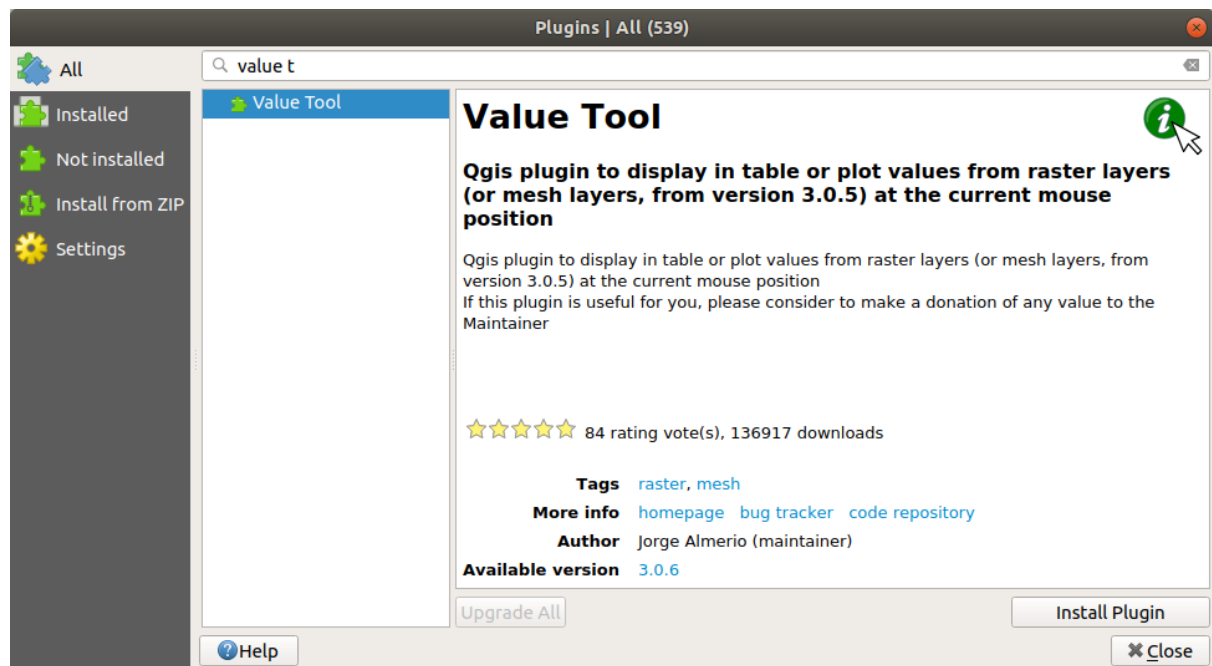 Plugins | All (539)
All
value t
Installed
Not installed
Install from ZIP
Settings
Value Tool
Value Tool
Qgis plugin to display in table or plot values from raster layers
(or mesh layers, from version 3.0.5) at the current mouse
position
Qgis plugin to display in table or plot values from raster layers (or mesh layers, from
version 3.0.5) at the current mouse position
If this plugin is useful for you, please consider to make a donation of any value to the
Maintainer
84 rating vote(s), 136917 downloads
Tags raster, mesh
More info homepage bug tracker code repository
Author Jorge Almerio (maintainer)
Available version 3.0.6
Upgrade All
Install Plugin
Help
Close